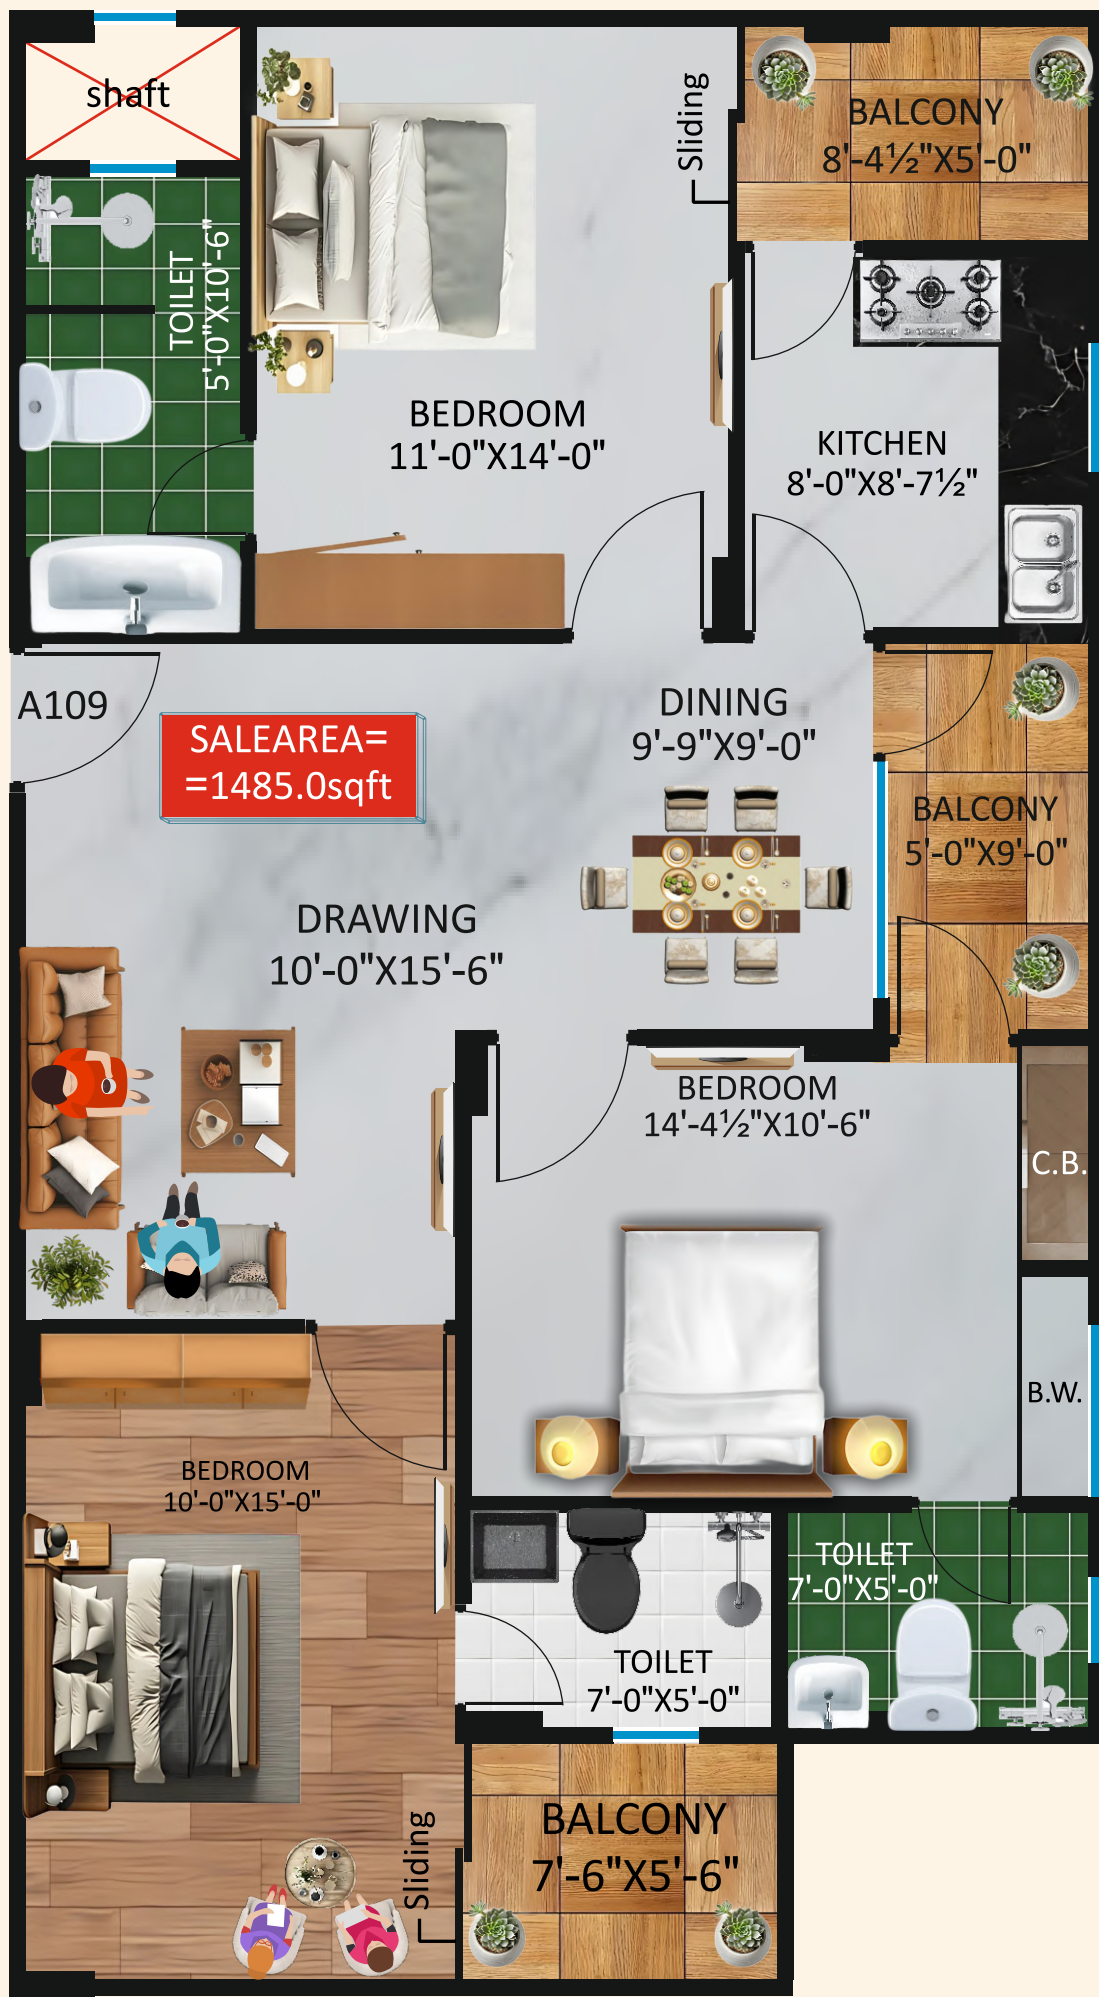 shaft
Sliding
BALCONY
8'-4½"X5'-0"
TOILET
5'-0"X10'-6"
BEDROOM
11'-0"X14'-0"
KITCHEN
8'-0"X8'-7½"
A109
SALEAREA=
=1485.0sqft
DINING
9'-9"X9'-0"
BALCONY
5'-0"X9'-0"
DRAWING
10'-0"X15'-6"
BEDROOM
14'-4½"X10'-6"
C.B.
B.W.
BEDROOM
10'-0"X15'-0"
TOILET
7'-0"X5'-0"
TOILET
7'-0"X5'-0"
Sliding
BALCONY
7'-6"X5'-6"